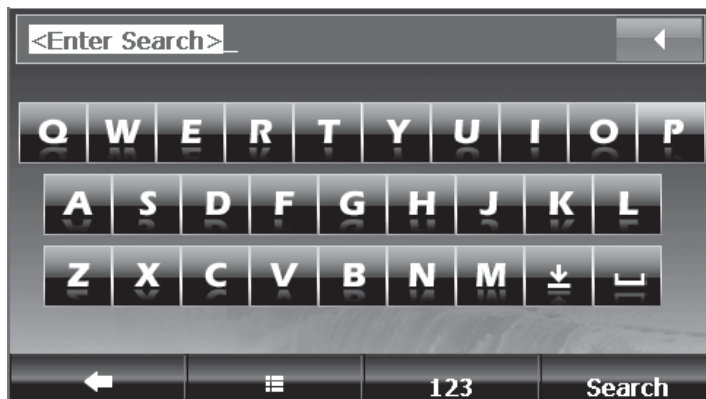 <Enter Search>_
Q W E R T Y U I O P
A S D F G H J K L
Z X C V B N M
123 Search